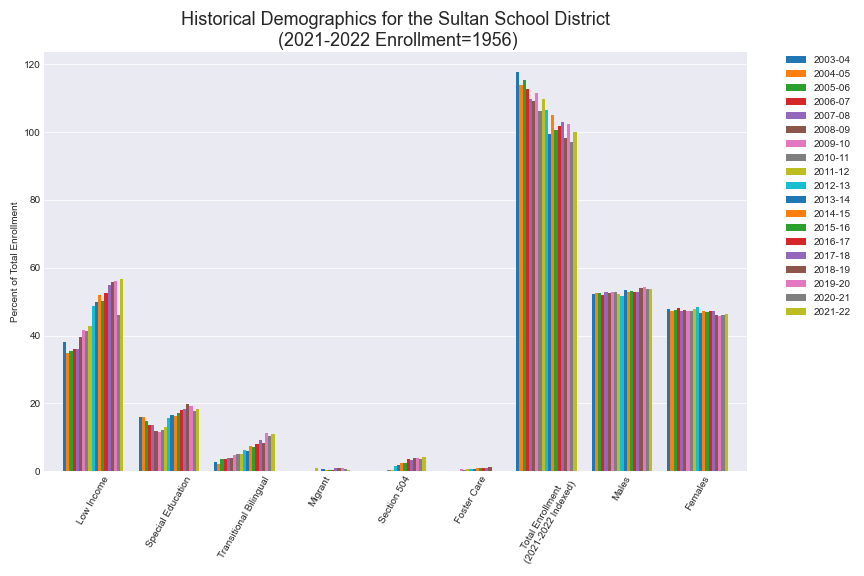 Historical Demographics for the Sultan School District
(2021-2022 Enrollment=1956)
Percent of Total Enrollment
120
100
80
60
40
20
0
Low Income
Special Education
Transitional Bilingual
Migrant
Section 504
Foster Care
Total Enrollment
(2021-2022 Indexed)
Males
Females
2003-04
2004-05
2005-06
2006-07
2007-08
2008-09
2009-10
2010-11
2011-12
2012-13
2013-14
2014-15
2015-16
2016-17
2017-18
2018-19
2019-20
2020-21
2021-22